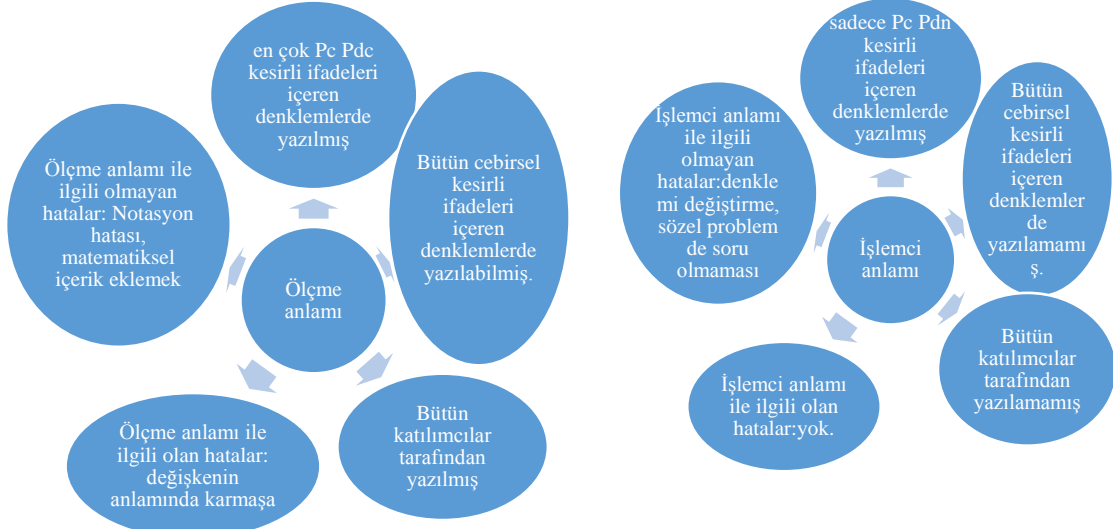 en çok Pc Pdc
kesirli ifadeleri
içeren
denklemlerde
yazılmış
Bütün cebirsel
kesirli
ifadeleri
içeren
denklemlerde
yazılabilmiş.
Bütün
katılımcılar
tarafından
yazılmış
Ölçme anlamı ile
ilgili olan hatalar:
değişkenin
anlamında karmaşa
Ölçme anlamı ile
ilgili olmayan
hatalar: Notasyon
hatası,
matematiksel
içerik eklemek
Ölçme
anlamı
sadece Pc Pdn
kesirli
ifadeleri
içeren
denklemlerde
yazılmış
Bütün
cebirsel
kesirli
ifadeleri
içeren
denklemler
de
yazılamamı
ş.
Bütün
katılımcılar
tarafından
yazılamamış
İşlemci anlamı
ile ilgili olan
hatalar:yok.
İşlemci anlamı
ile ilgili
olmayan
hatalar:denkle
mi değiştirme,
sözel problem
de soru
olmaması
İşlemci
anlamı